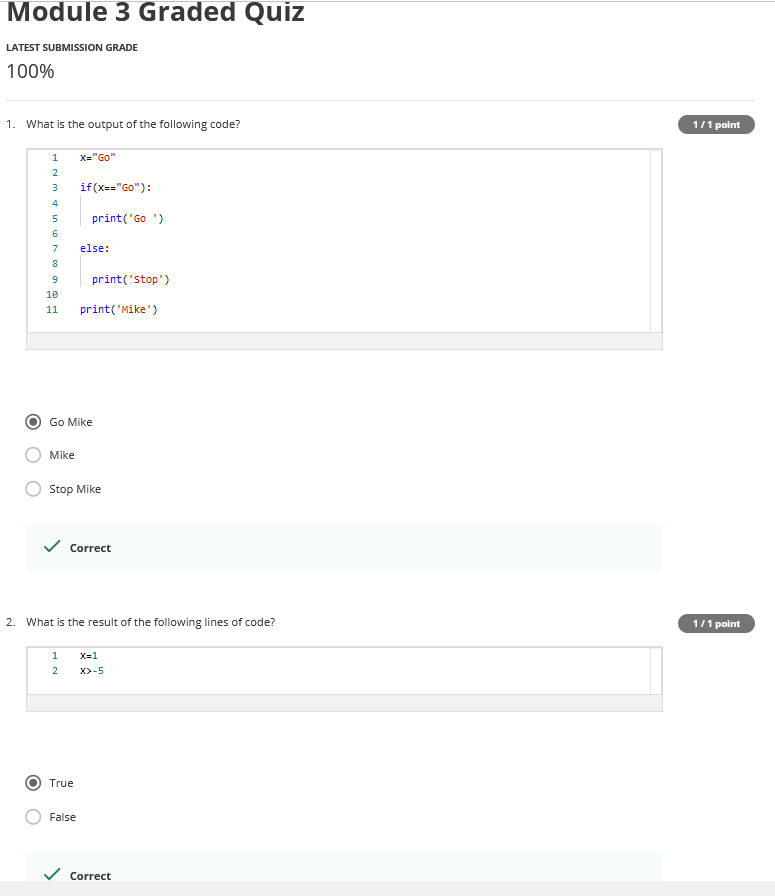 Module 3 Graded Quiz
LATEST SUBMISSION GRADE
100%
1. What is the output of the following code?
1 / 1 point
1 x="Go"
2
3 if(x=="Go"):
4
5 print('Go ')
6
7 else:
8
9 print('Stop')
10
11 print('Mike')
Go Mike
Mike
Stop Mike
Correct
2. What is the result of the following lines of code?
1 / 1 point
1 x=1
2 x>-5
True
False
Correct